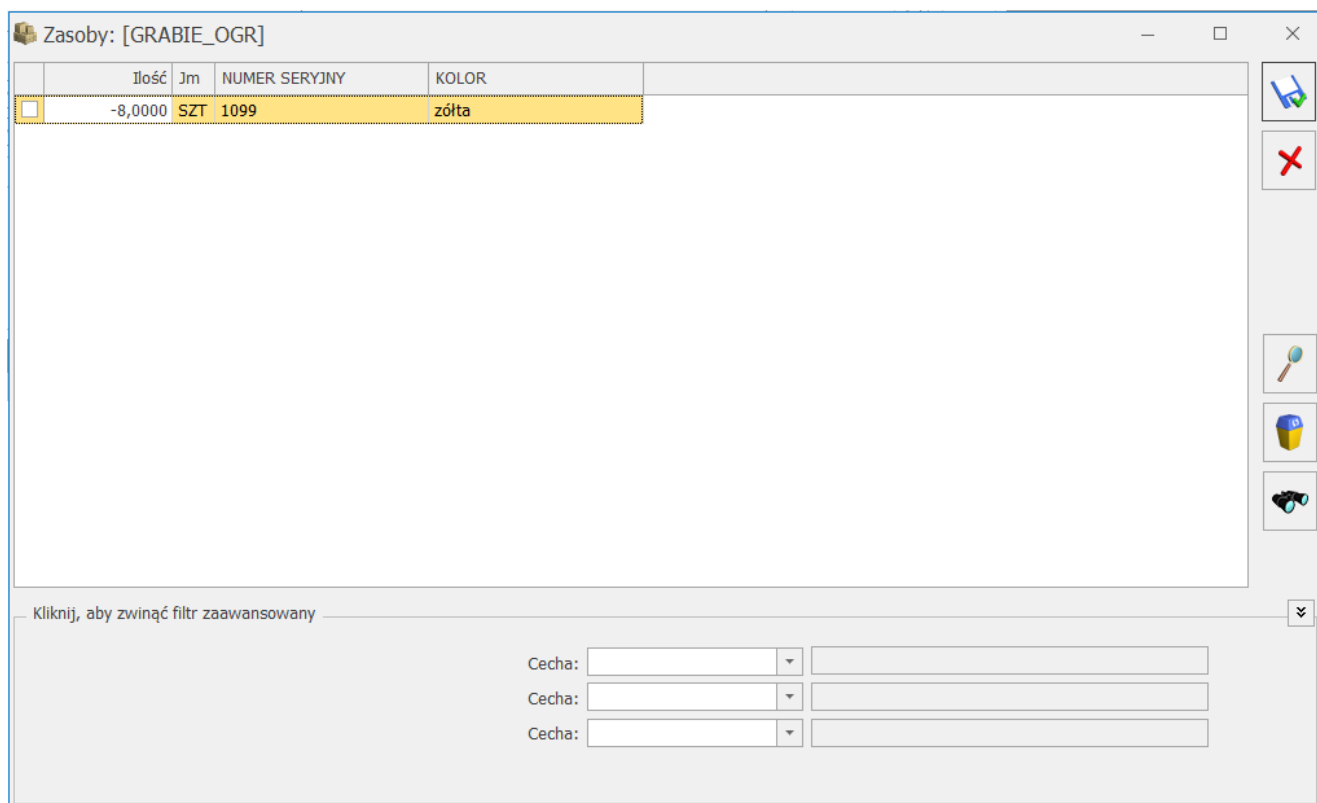 Zasoby: [GRABIE_OGR]
Ilość Jm NUMER SERYJNY KOLOR
-8,0000 SZT 1099 zółta
Kliknij, aby zwinąć filtr zaawansowany
Cecha:
Cecha:
Cecha: